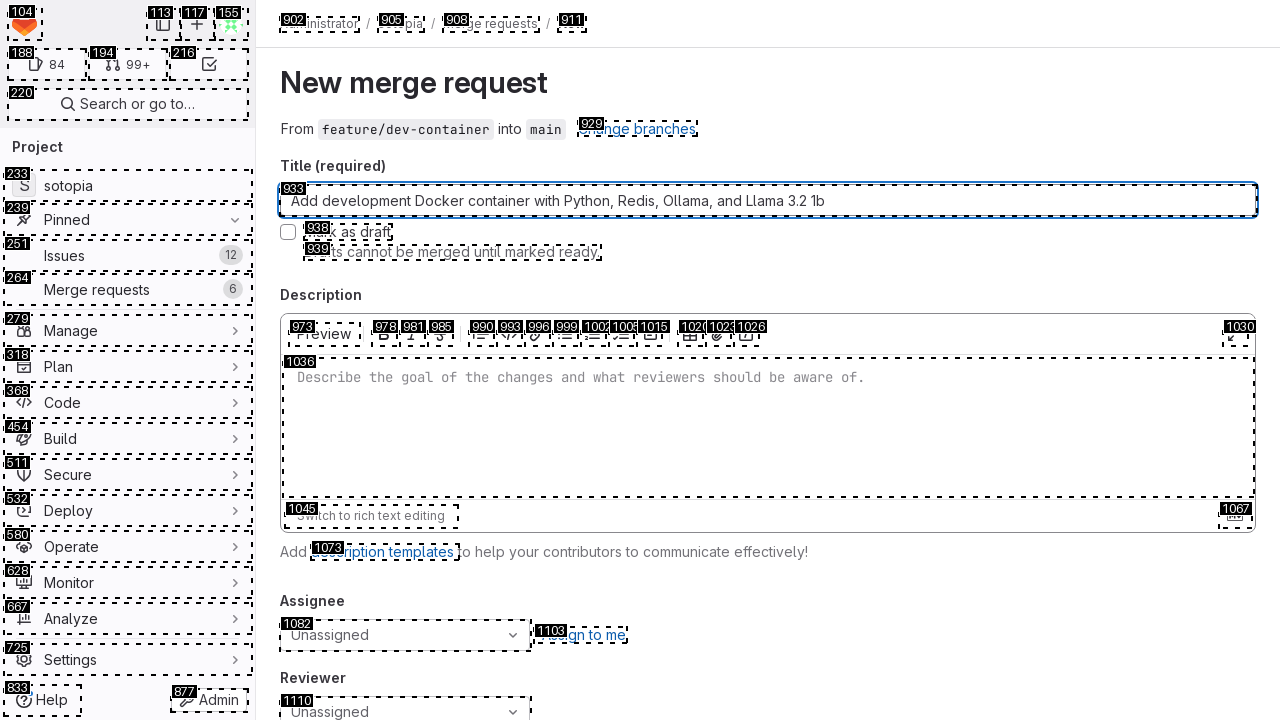 104
113
117
155
188 84
194 99+
216
220 Search or go to…
Project
233 S sotopia
239 Pinned
251 Issues 12
264 Merge requests 6
279 Manage
318 Plan
368 Code
454 Build
511 Secure
532 Deploy
580 Operate
628 Monitor
667 Analyze
725 Settings
833 Help
877 Admin
902 / 905 / 908 requests / 911
New merge request
From feature/dev-container into main 929 branches
Title (required)
933
Add development Docker container with Python, Redis, Ollama, and Llama 3.2 1b
938 as draft
939 cannot be merged until marked ready.
Description
973 Preview 978 981 985 990 993 996 999 1002 1005 1015 1020 1023 1026 1030
1036
Describe the goal of the changes and what reviewers should be aware of.
1045 Switch to rich text editing 1067
Add 1073 templates to help your contributors to communicate effectively!
Assignee
1082 Unassigned 1103 to me
Reviewer
1110 Unassigned